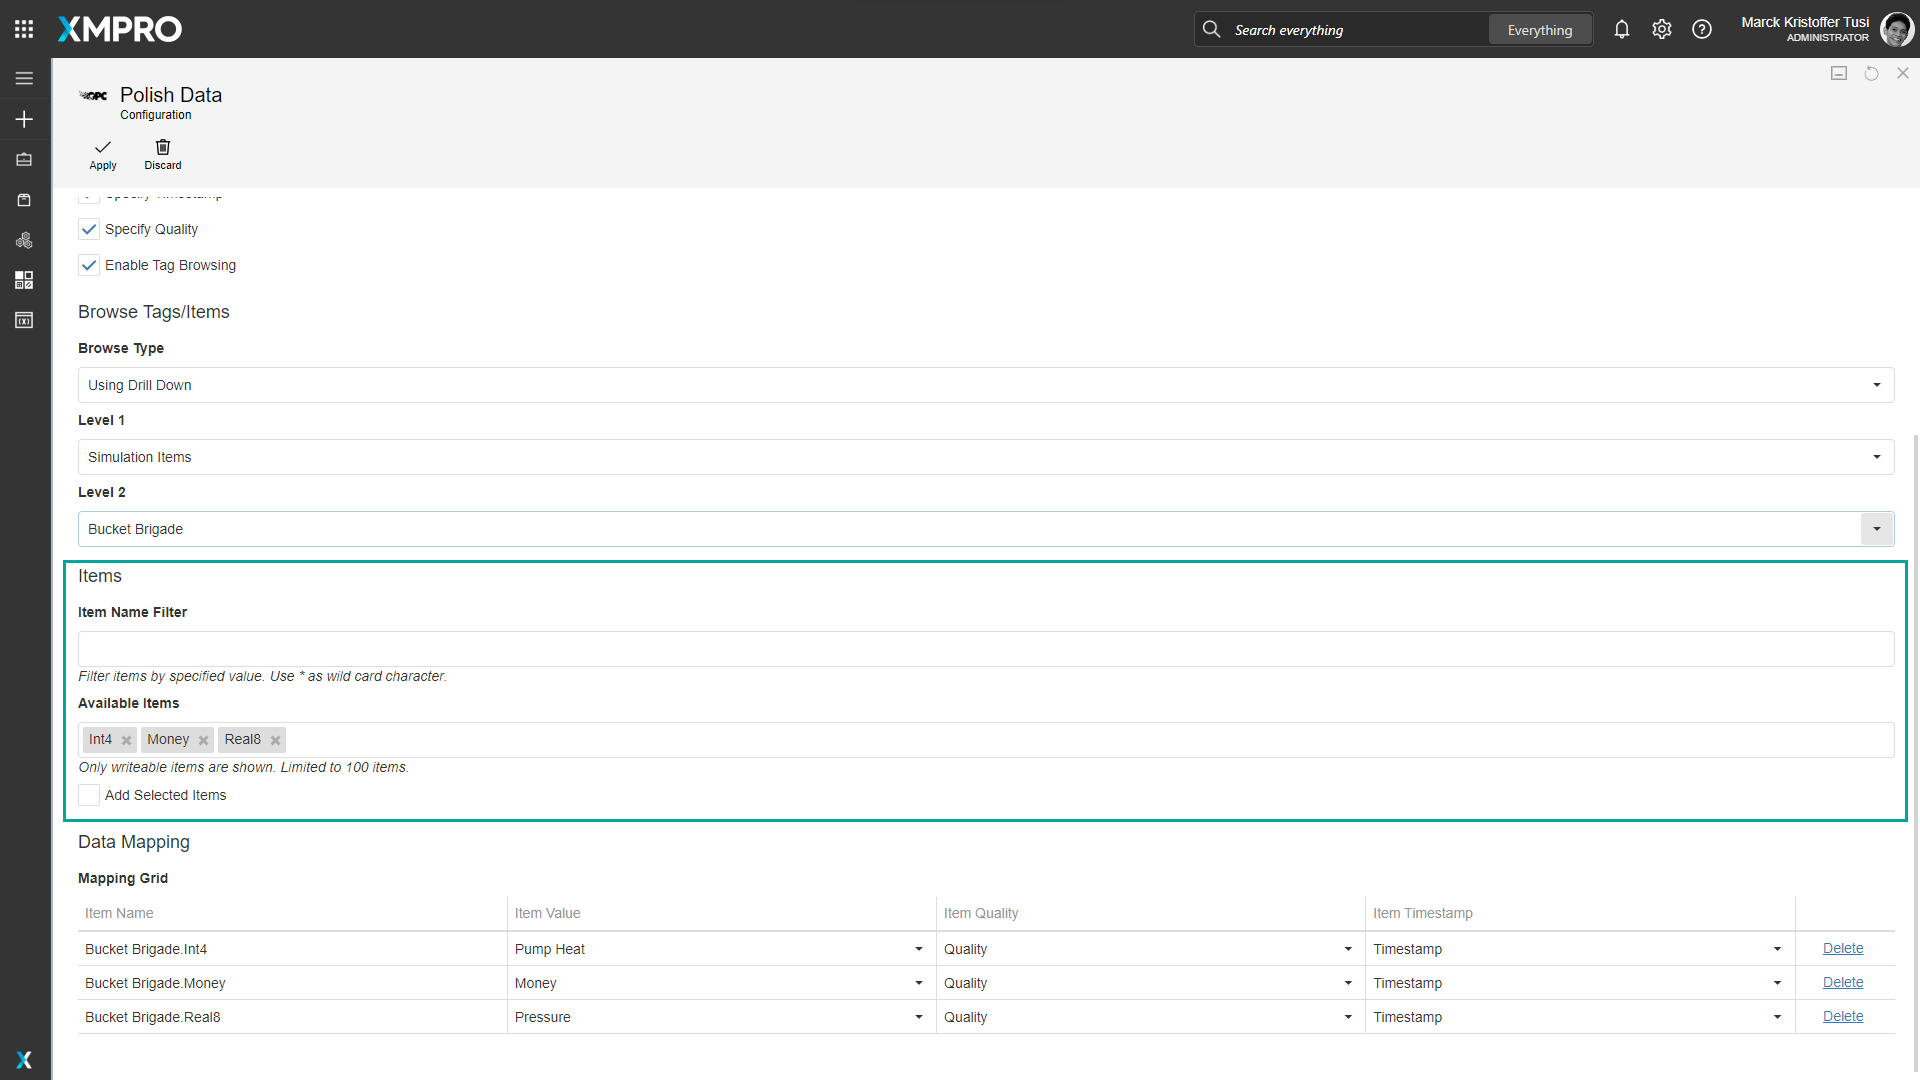 XMPRO
Search everything
Everything
Marck Kristoffer Tusi
ADMINISTRATOR
OPC
Polish Data
Configuration
Apply
Discard
Specify Timestamp
Specify Quality
Enable Tag Browsing
Browse Tags/Items
Browse Type
Using Drill Down
Level 1
Simulation Items
Level 2
Bucket Brigade
Items
Item Name Filter
Filter items by specified value. Use * as wild card character.
Available Items
Int4 Money Real8
Only writeable items are shown. Limited to 100 items.
Add Selected Items
Data Mapping
Mapping Grid
Item Name Item Value Item Quality Item Timestamp
Bucket Brigade.Int4 Pump Heat Quality Timestamp Delete
Bucket Brigade.Money Money Quality Timestamp Delete
Bucket Brigade.Real8 Pressure Quality Timestamp Delete